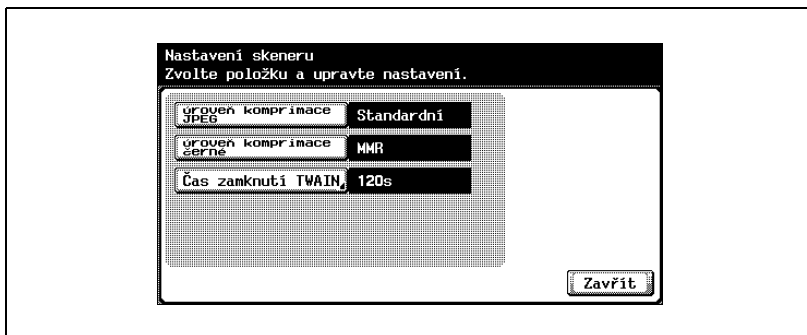 Nastavení skeneru
Zvolte položku a upravte nastavení.
úroveň komprimace
JPEG
Standardní
úroveň komprimace
černé
MMR
Čas zamknutí TWAIN
120s
Zavřít